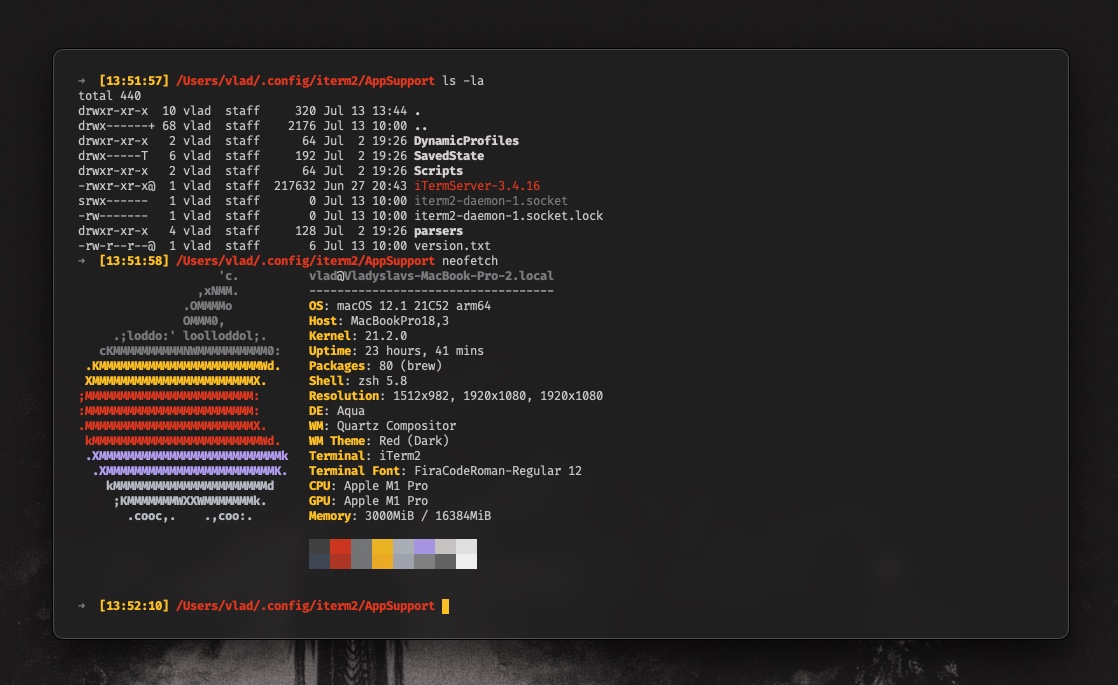 →  [13:51:57] /Users/vlad/.config/iterm2/AppSupport ls -la
total 440
drwxr-xr-x  10 vlad  staff     320 Jul 13 13:44 .
drwx------+ 68 vlad  staff    2176 Jul 13 10:00 ..
drwxr-xr-x   2 vlad  staff      64 Jul  2 19:26 DynamicProfiles
drwx-----T   6 vlad  staff     192 Jul  2 19:26 SavedState
drwxr-xr-x   2 vlad  staff      64 Jul  2 19:26 Scripts
-rwxr-xr-x@  1 vlad  staff  217632 Jun 27 20:43 iTermServer-3.4.16
srwx------   1 vlad  staff       0 Jul 13 10:00 iterm2-daemon-1.socket
-rw-------   1 vlad  staff       0 Jul 13 10:00 iterm2-daemon-1.socket.lock
drwxr-xr-x   4 vlad  staff     128 Jul  2 19:26 parsers
-rw-r--r--@  1 vlad  staff       6 Jul 13 10:00 version.txt
→  [13:51:58] /Users/vlad/.config/iterm2/AppSupport neofetch
                    'c.          vlad@Vladyslavs-MacBook-Pro-2.local
                 ,xNMM.          -----------------------------------
               .OMMMMo           OS: macOS 12.1 21C52 arm64
               OMMM0,            Host: MacBookPro18,3
     .;loddo:' loolloddol;.      Kernel: 21.2.0
   cKMMMMMMMMMMNWMMMMMMMMMM0:    Uptime: 23 hours, 41 mins
 .KMMMMMMMMMMMMMMMMMMMMMMMWd.    Packages: 80 (brew)
 XMMMMMMMMMMMMMMMMMMMMMMMX.      Shell: zsh 5.8
;MMMMMMMMMMMMMMMMMMMMMMMM:       Resolution: 1512x982, 1920x1080, 1920x1080
:MMMMMMMMMMMMMMMMMMMMMMMM:       DE: Aqua
.MMMMMMMMMMMMMMMMMMMMMMMMX.      WM: Quartz Compositor
 kMMMMMMMMMMMMMMMMMMMMMMMMWd.    WM Theme: Red (Dark)
 .XMMMMMMMMMMMMMMMMMMMMMMMMMMk   Terminal: iTerm2
  .XMMMMMMMMMMMMMMMMMMMMMMMMK.   Terminal Font: FiraCodeRoman-Regular 12
    kMMMMMMMMMMMMMMMMMMMMMMd     CPU: Apple M1 Pro
     ;KMMMMMMMWXXWMMMMMMMk.      GPU: Apple M1 Pro
       .cooc,.    .,coo:.        Memory: 3000MiB / 16384MiB
→  [13:52:10] /Users/vlad/.config/iterm2/AppSupport